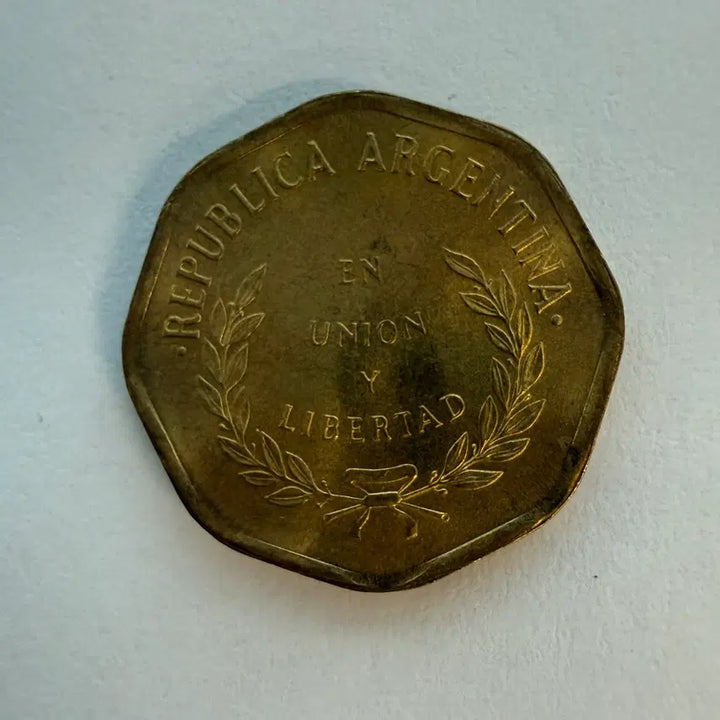 ·REPUBLICA ARGENTINA·
EN
UNION
Y
LIBERTAD